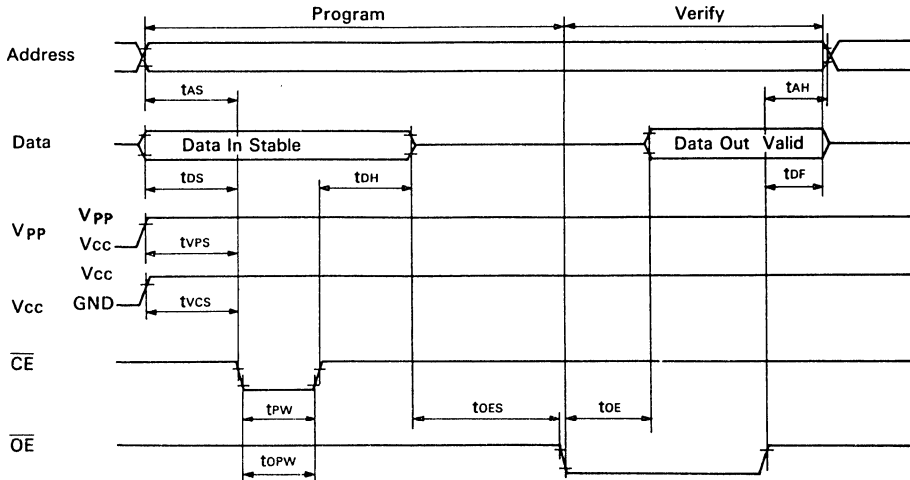 Program Verify
Address
tAS tAH
Data Data In Stable Data Out Valid
tDS tDH tDF
VPP VPP
Vcc
tVPS
Vcc
Vcc GND tVCS
CE
tPW tOES tOE
OE
tOPW